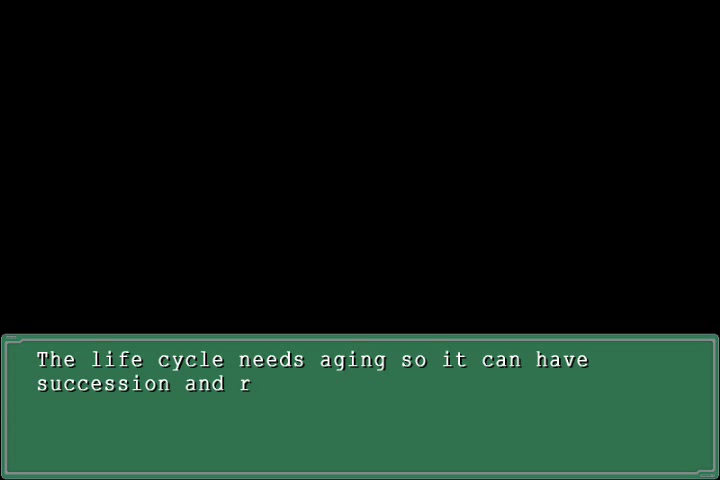 The life cycle needs aging so it can have
succession and r